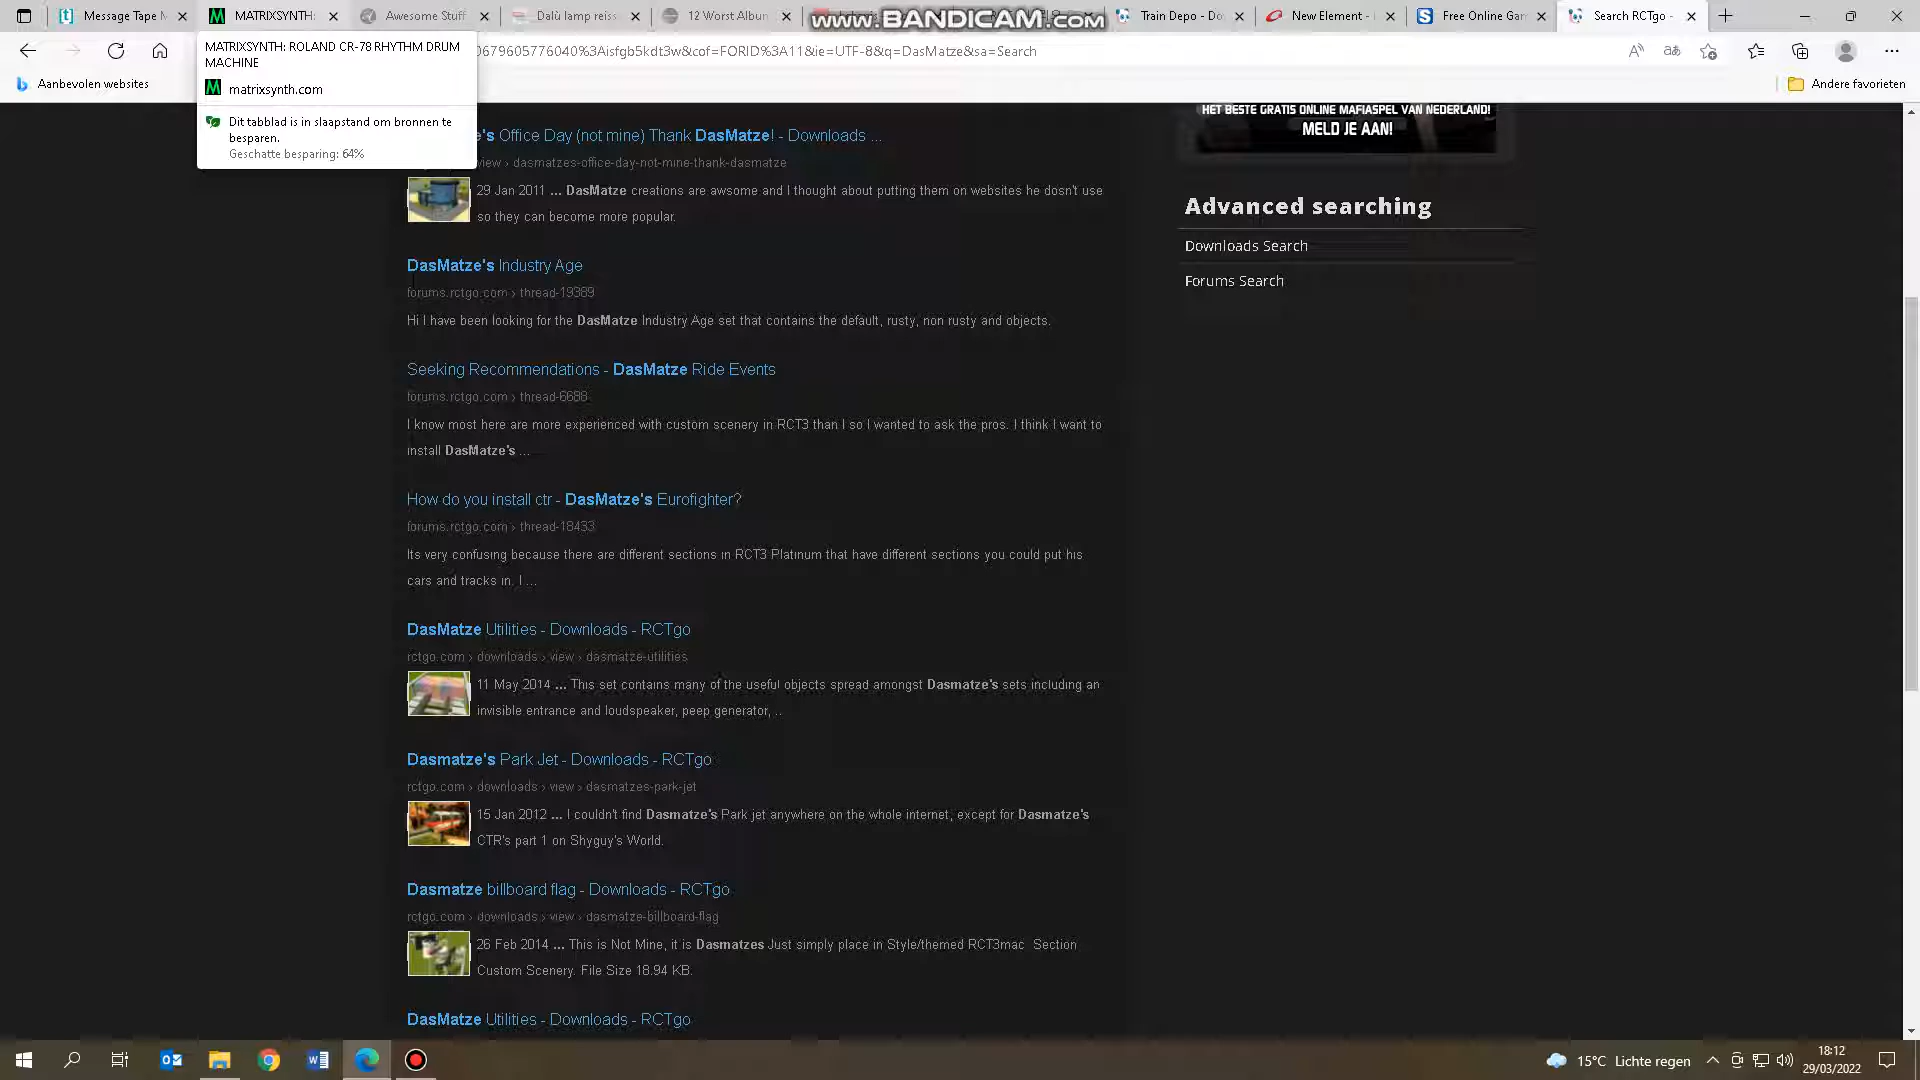 Message Tape M
MATRIXSYNTH:
Awesome Stuff
Dalù lamp reiss
12 Worst Album
www.BANDICAM.com
Train Depo - Do
New Element -
Free Online Gam
Search RCTgo -
MATRIXSYNTH: ROLAND CR-78 RHYTHM DRUM
MACHINE
matrixsynth.com
Dit tabblad is in slaapstand om bronnen te
besparen.
Geschatte besparing: 64%
0679605776040%3Aisfgb5kdt3w&cof=FORID%3A11&ie=UTF-8&q=DasMatze&sa=Search
Aanbevolen websites
Andere favorieten
HET BESTE GRATIS ONLINE MAFIASPEL VAN NEDERLAND!
MELD JE AAN!
Advanced searching
Downloads Search
Forums Search
e's Office Day (not mine) Thank DasMatze! - Downloads ...
view › dasmatzes-office-day-not-mine-thank-dasmatze
29 Jan 2011 ... DasMatze creations are awsome and I thought about putting them on websites he dosn't use
so they can become more popular.
DasMatze's Industry Age
forums.rctgo.com › thread-19389
Hi I have been looking for the DasMatze Industry Age set that contains the default, rusty, non rusty and objects.
Seeking Recommendations - DasMatze Ride Events
forums.rctgo.com › thread-6688
I know most here are more experienced with custom scenery in RCT3 than I so I wanted to ask the pros. I think I want to
install DasMatze's ...
How do you install ctr - DasMatze's Eurofighter?
forums.rctgo.com › thread-18433
Its very confusing because there are different sections in RCT3 Platinum that have different sections you could put his
cars and tracks in. I ...
DasMatze Utilities - Downloads - RCTgo
rctgo.com › downloads › view › dasmatze-utilities
11 May 2014 ... This set contains many of the useful objects spread amongst Dasmatze's sets including an
invisible entrance and loudspeaker, peep generator, ...
Dasmatze's Park Jet - Downloads - RCTgo
rctgo.com › downloads › view › dasmatzes-park-jet
15 Jan 2012 ... I couldn't find Dasmatze's Park jet anywhere on the whole internet, except for Dasmatze's
CTR's part 1 on Shyguy's World.
Dasmatze billboard flag - Downloads - RCTgo
rctgo.com › downloads › view › dasmatze-billboard-flag
26 Feb 2014 ... This is Not Mine, it is Dasmatzes Just simply place in Style/themed RCT3mac Section
Custom Scenery. File Size 18.94 KB.
DasMatze Utilities - Downloads - RCTgo
15°C Lichte regen
18:12
29/03/2022